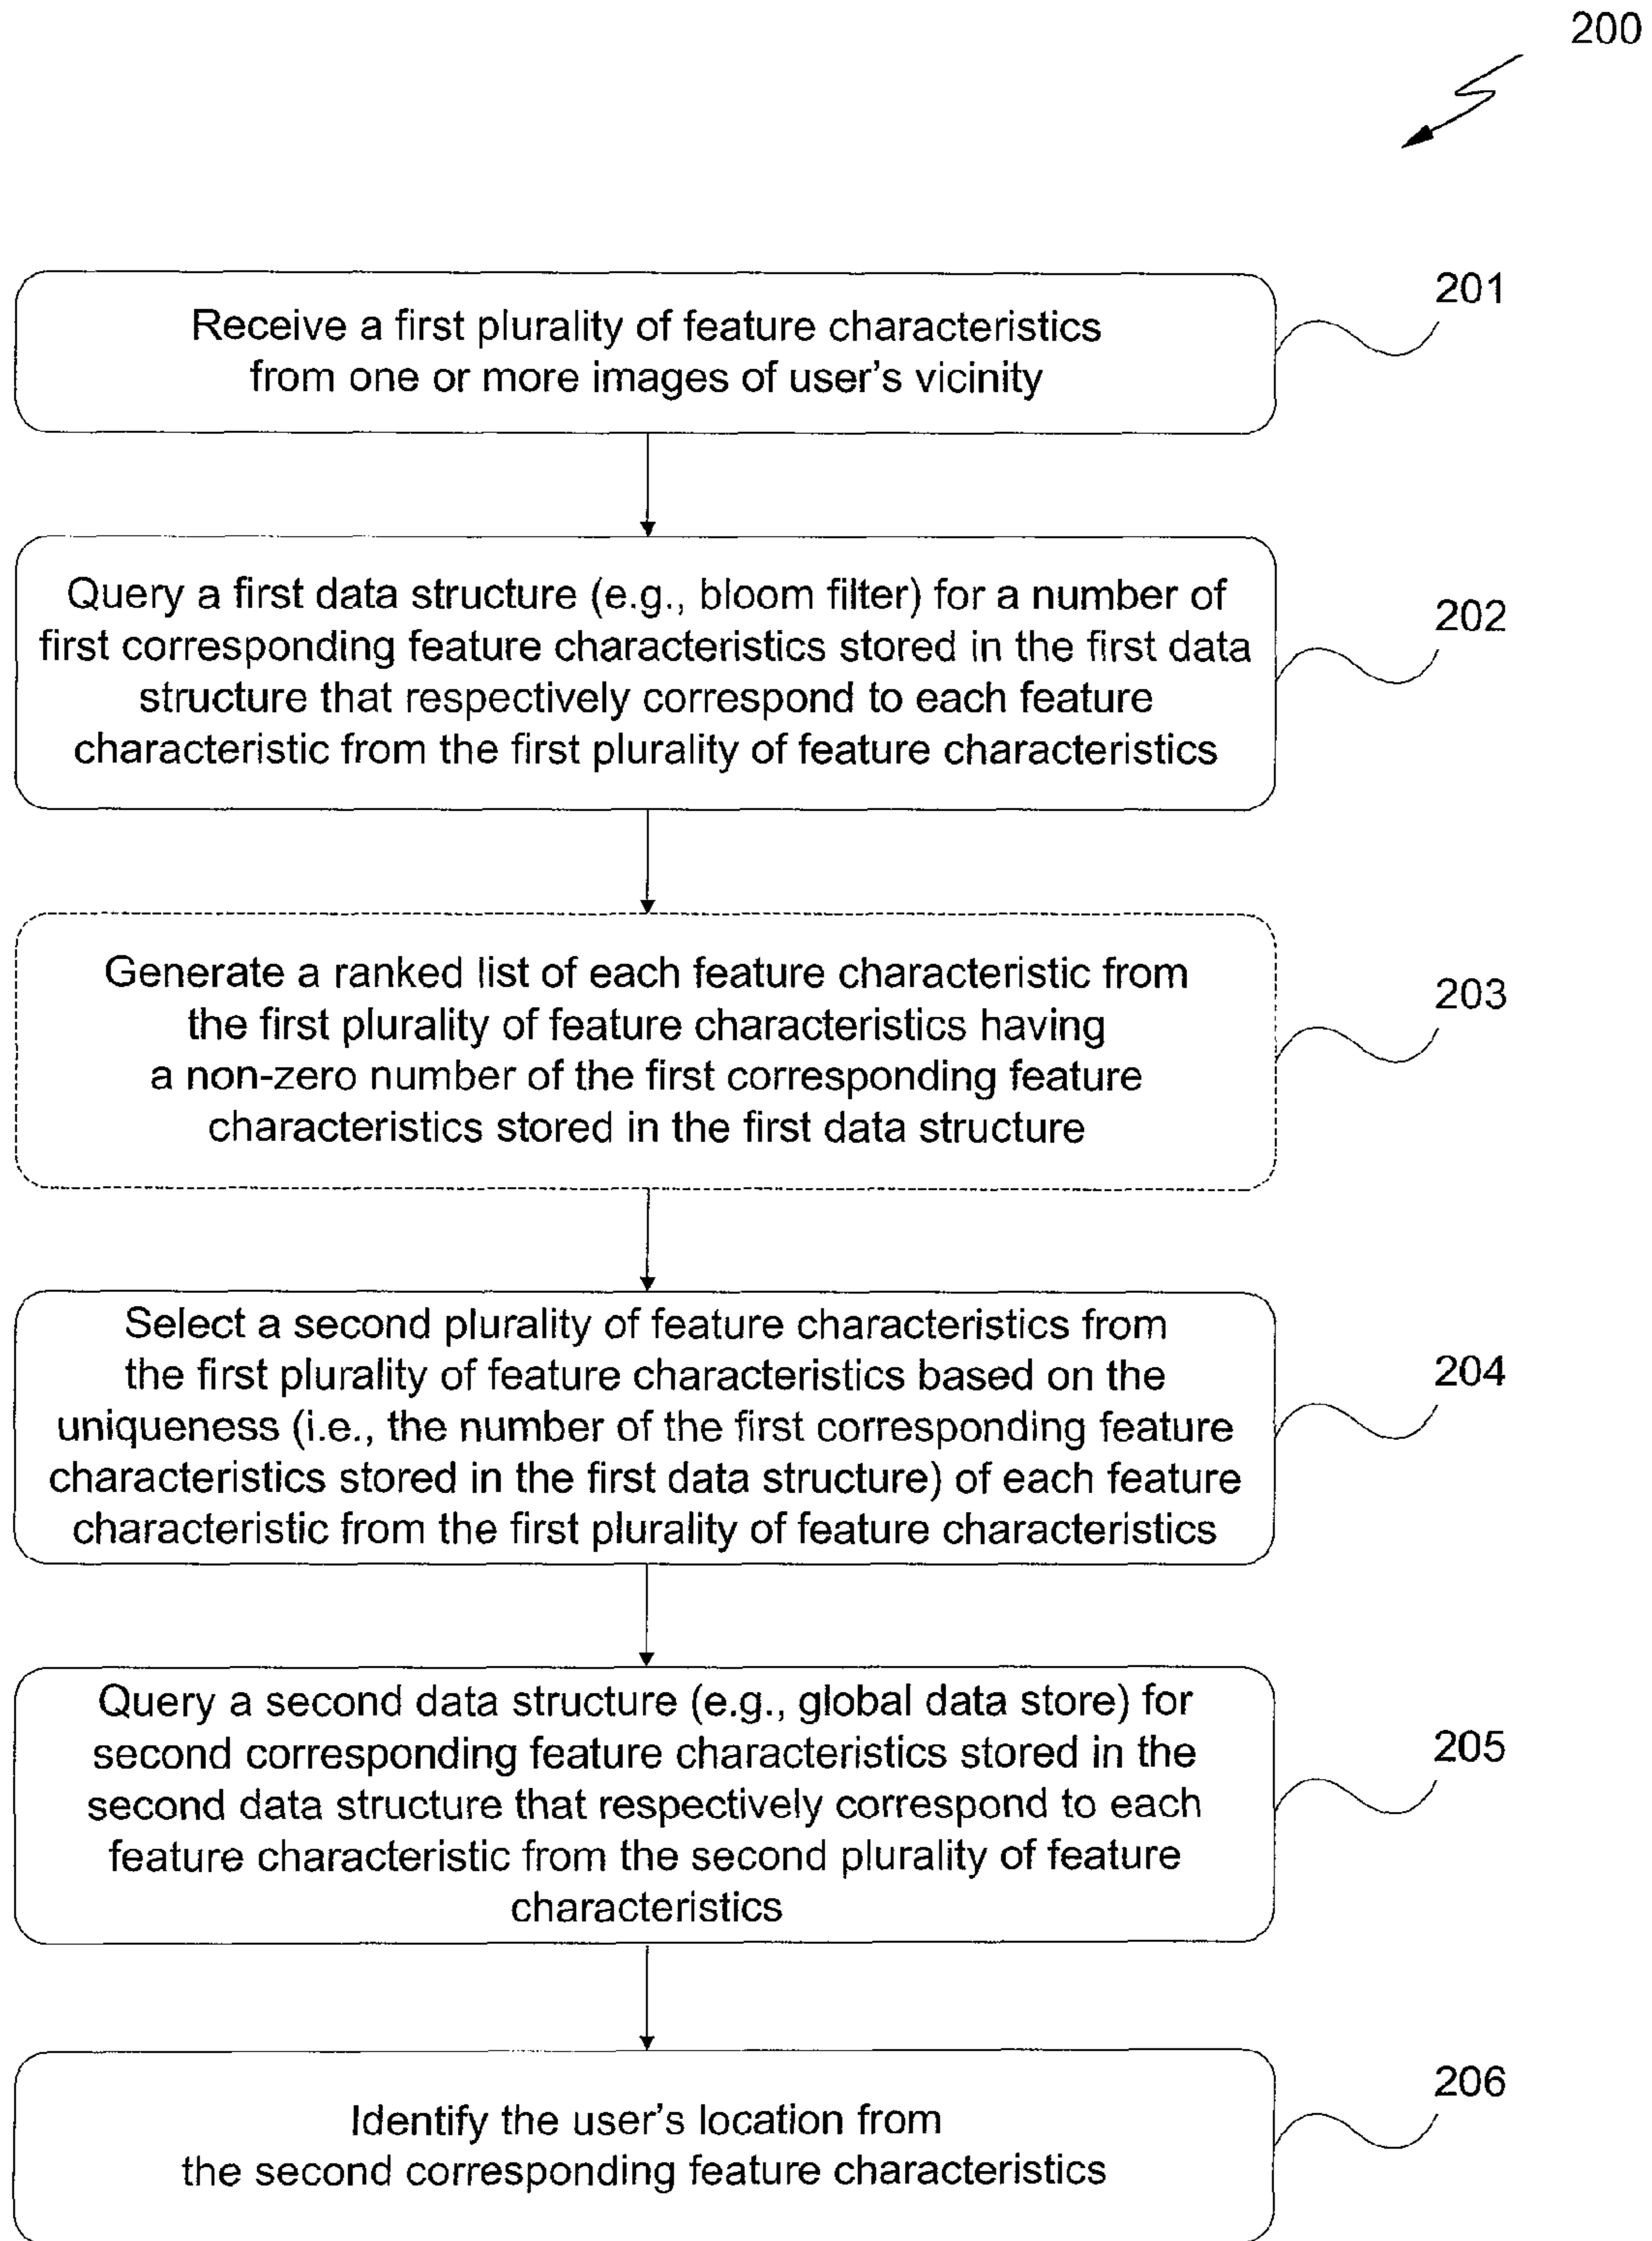 200
Receive a first plurality of feature characteristics
from one or more images of user's vicinity
201
Query a first data structure (e.g., bloom filter) for a number of
first corresponding feature characteristics stored in the first data
structure that respectively correspond to each feature
characteristic from the first plurality of feature characteristics
202
Generate a ranked list of each feature characteristic from
the first plurality of feature characteristics having
a non-zero number of the first corresponding feature
characteristics stored in the first data structure
203
Select a second plurality of feature characteristics from
the first plurality of feature characteristics based on the
uniqueness (i.e., the number of the first corresponding feature
characteristics stored in the first data structure) of each feature
characteristic from the first plurality of feature characteristics
204
Query a second data structure (e.g., global data store) for
second corresponding feature characteristics stored in the
second data structure that respectively correspond to each
feature characteristic from the second plurality of feature
characteristics
205
Identify the user's location from
the second corresponding feature characteristics
206